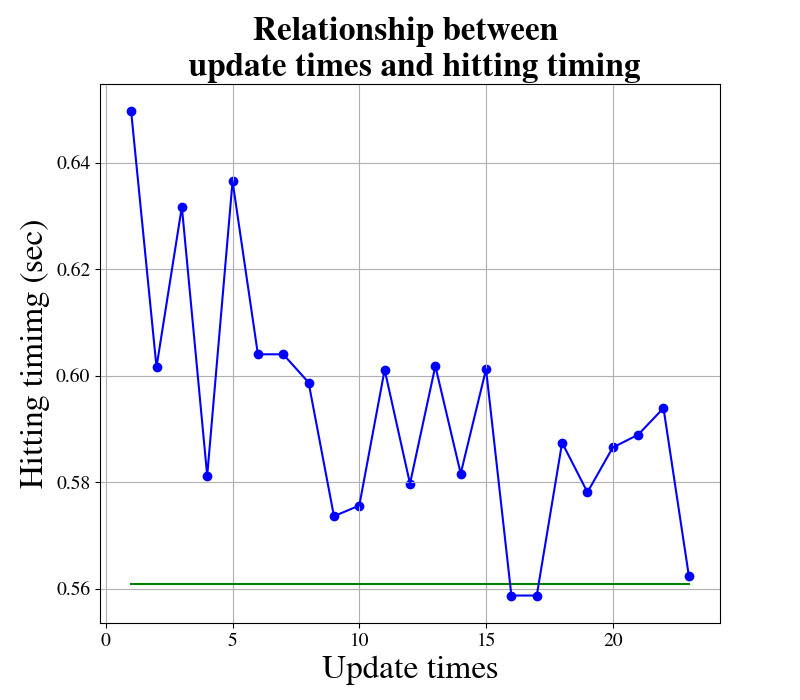 Relationship between
update times and hitting timing
Hitting timimg (sec)
0.64
0.62
0.60
0.58
0.56
0 5 10 15 20
Update times